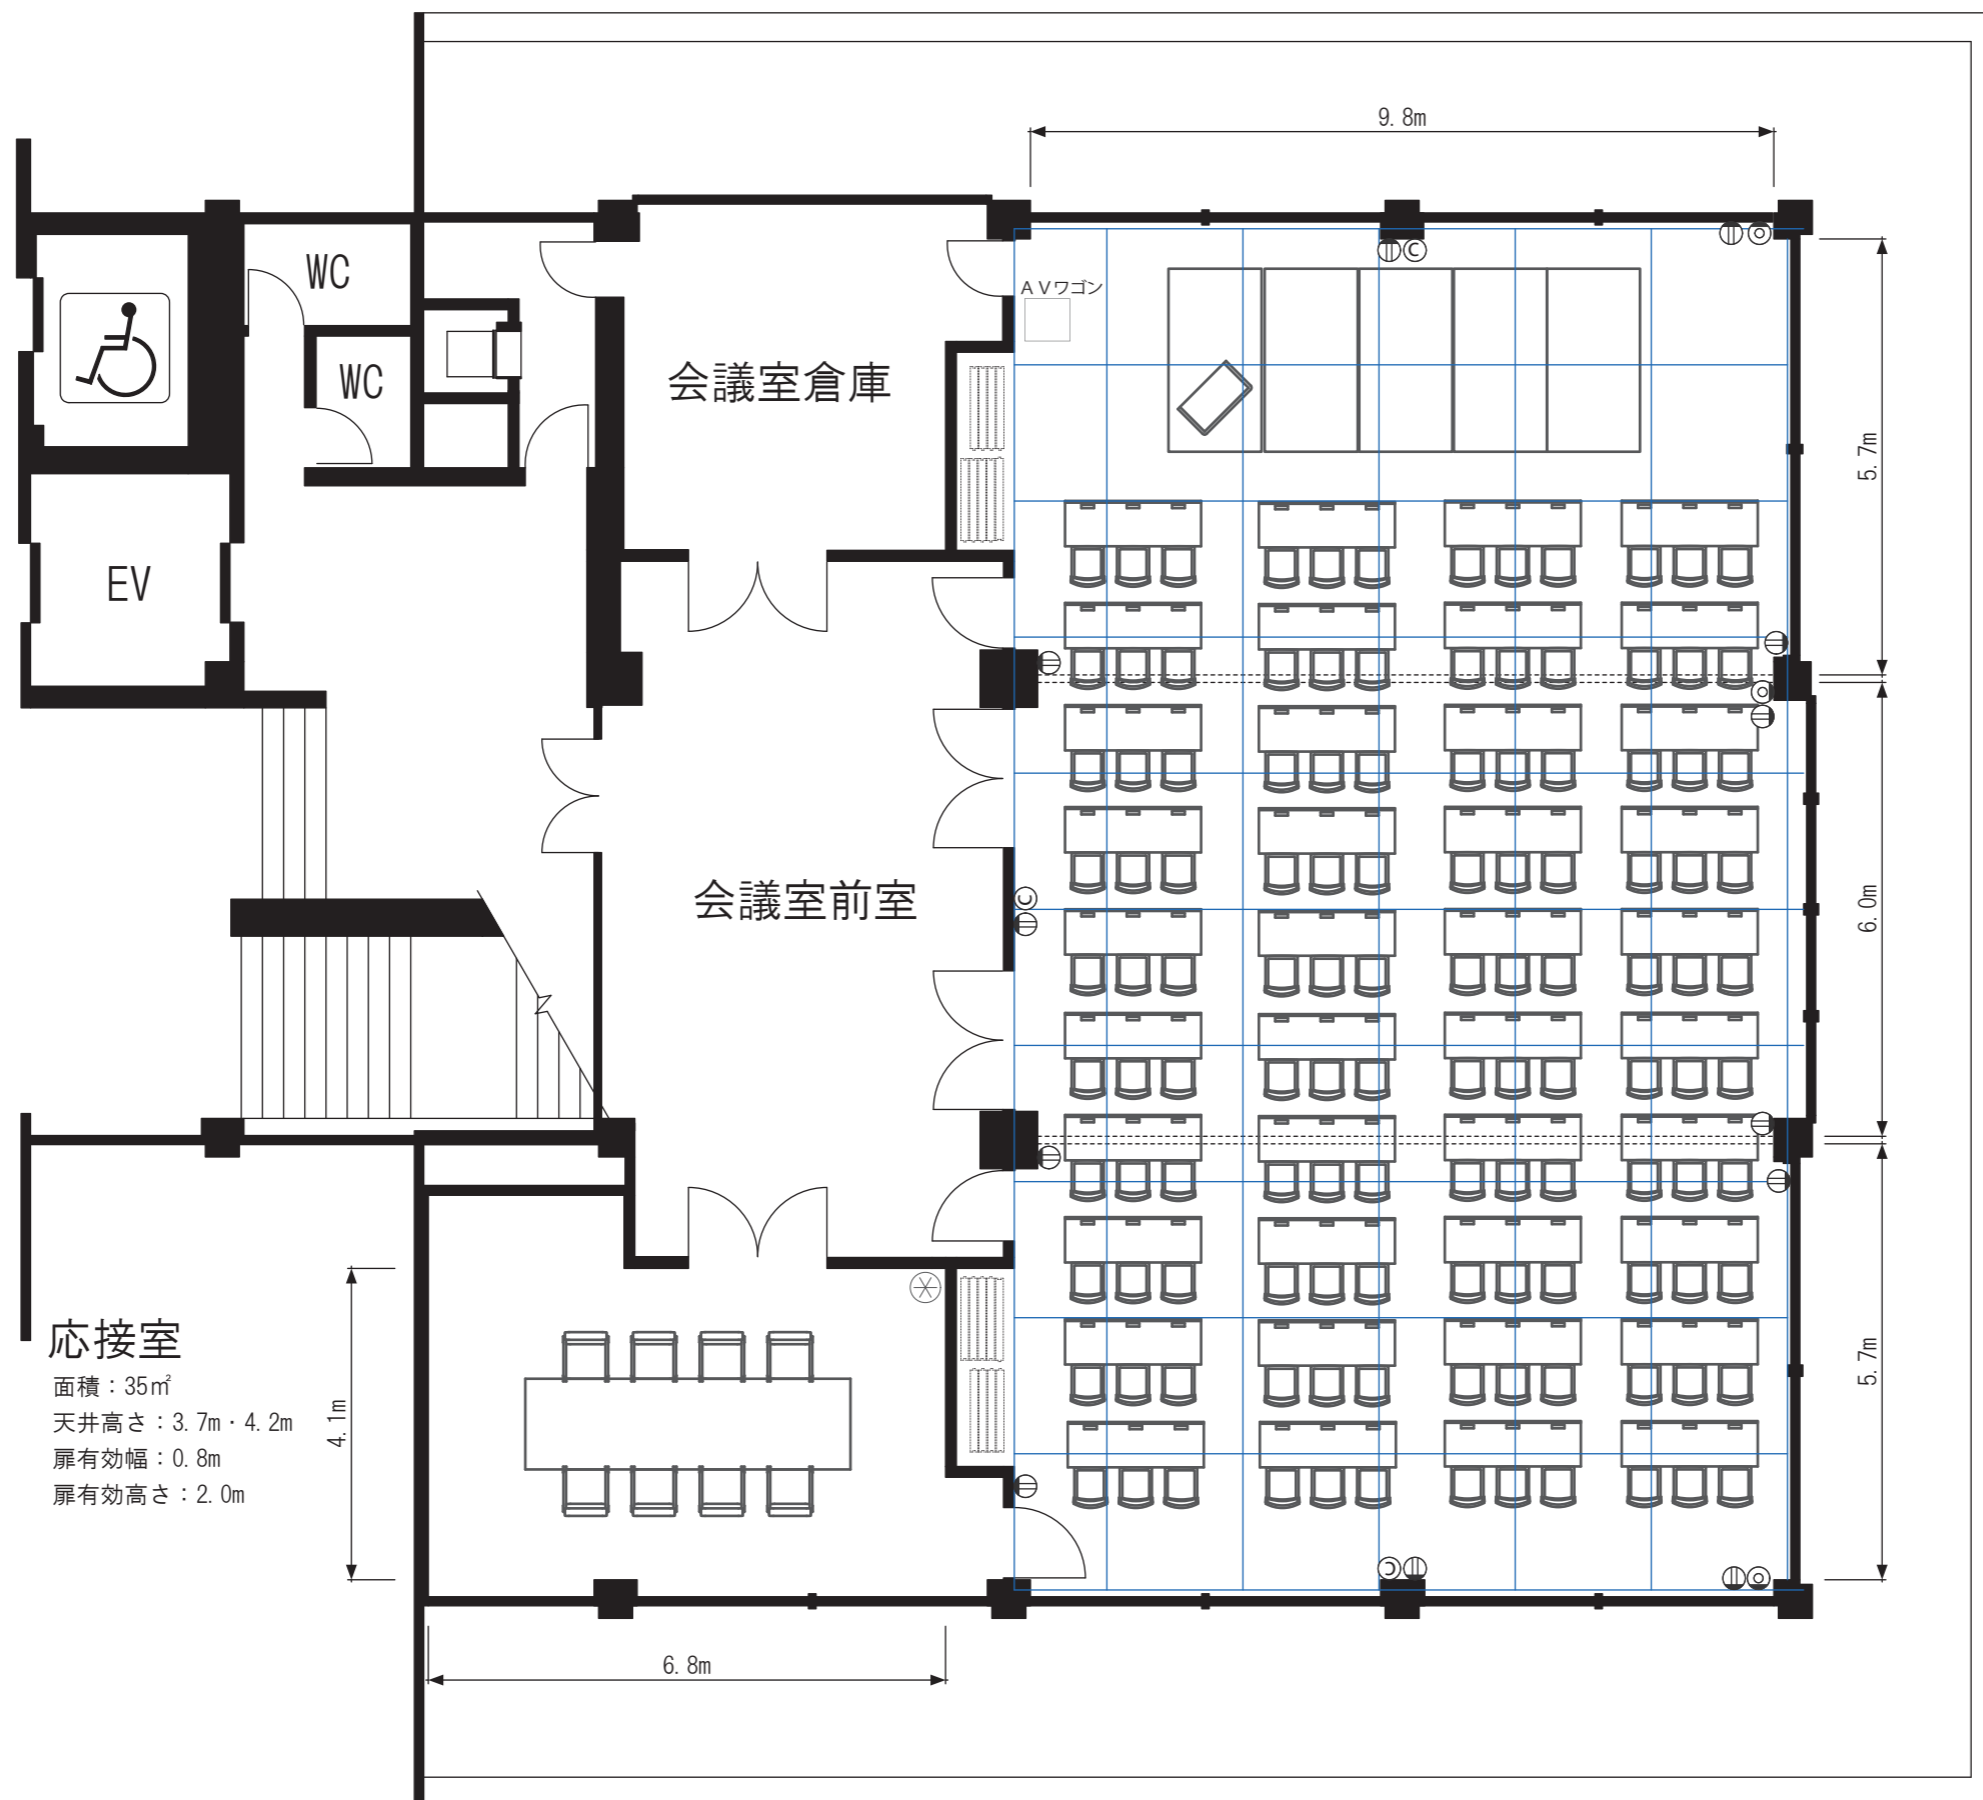 9.8m
WC
AVワゴン
WC
会議室倉庫
5.7m
EV
会議室前室
6.0m
応接室
面積：35㎡
天井高さ：3.7m・4.2m
扉有効幅：0.8m
扉有効高さ：2.0m
4.1m
5.7m
6.8m
C
C
C